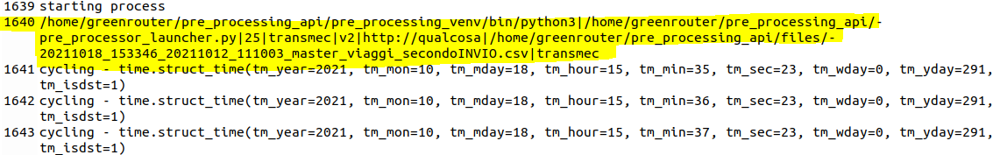 1639 starting process
1640 /home/greenrouter/pre_processing_api/pre_processing_venv/bin/python3|/home/greenrouter/pre_processing_api/-
pre_processor_launcher.py|25|transmec|v2|http://qualcosa|/home/greenrouter/pre_processing_api/files/-
20211018_153346_20211012_111003_master_viaggi_secondoINVIO.csv|transmec
1641 cycling - time.struct_time(tm_year=2021, tm_mon=10, tm_mday=18, tm_hour=15, tm_min=35, tm_sec=23, tm_wday=0, tm_yday=291,
tm_isdst=1)
1642 cycling - time.struct_time(tm_year=2021, tm_mon=10, tm_mday=18, tm_hour=15, tm_min=36, tm_sec=23, tm_wday=0, tm_yday=291,
tm_isdst=1)
1643 cycling - time.struct_time(tm_year=2021, tm_mon=10, tm_mday=18, tm_hour=15, tm_min=37, tm_sec=23, tm_wday=0, tm_yday=291,
tm_isdst=1)